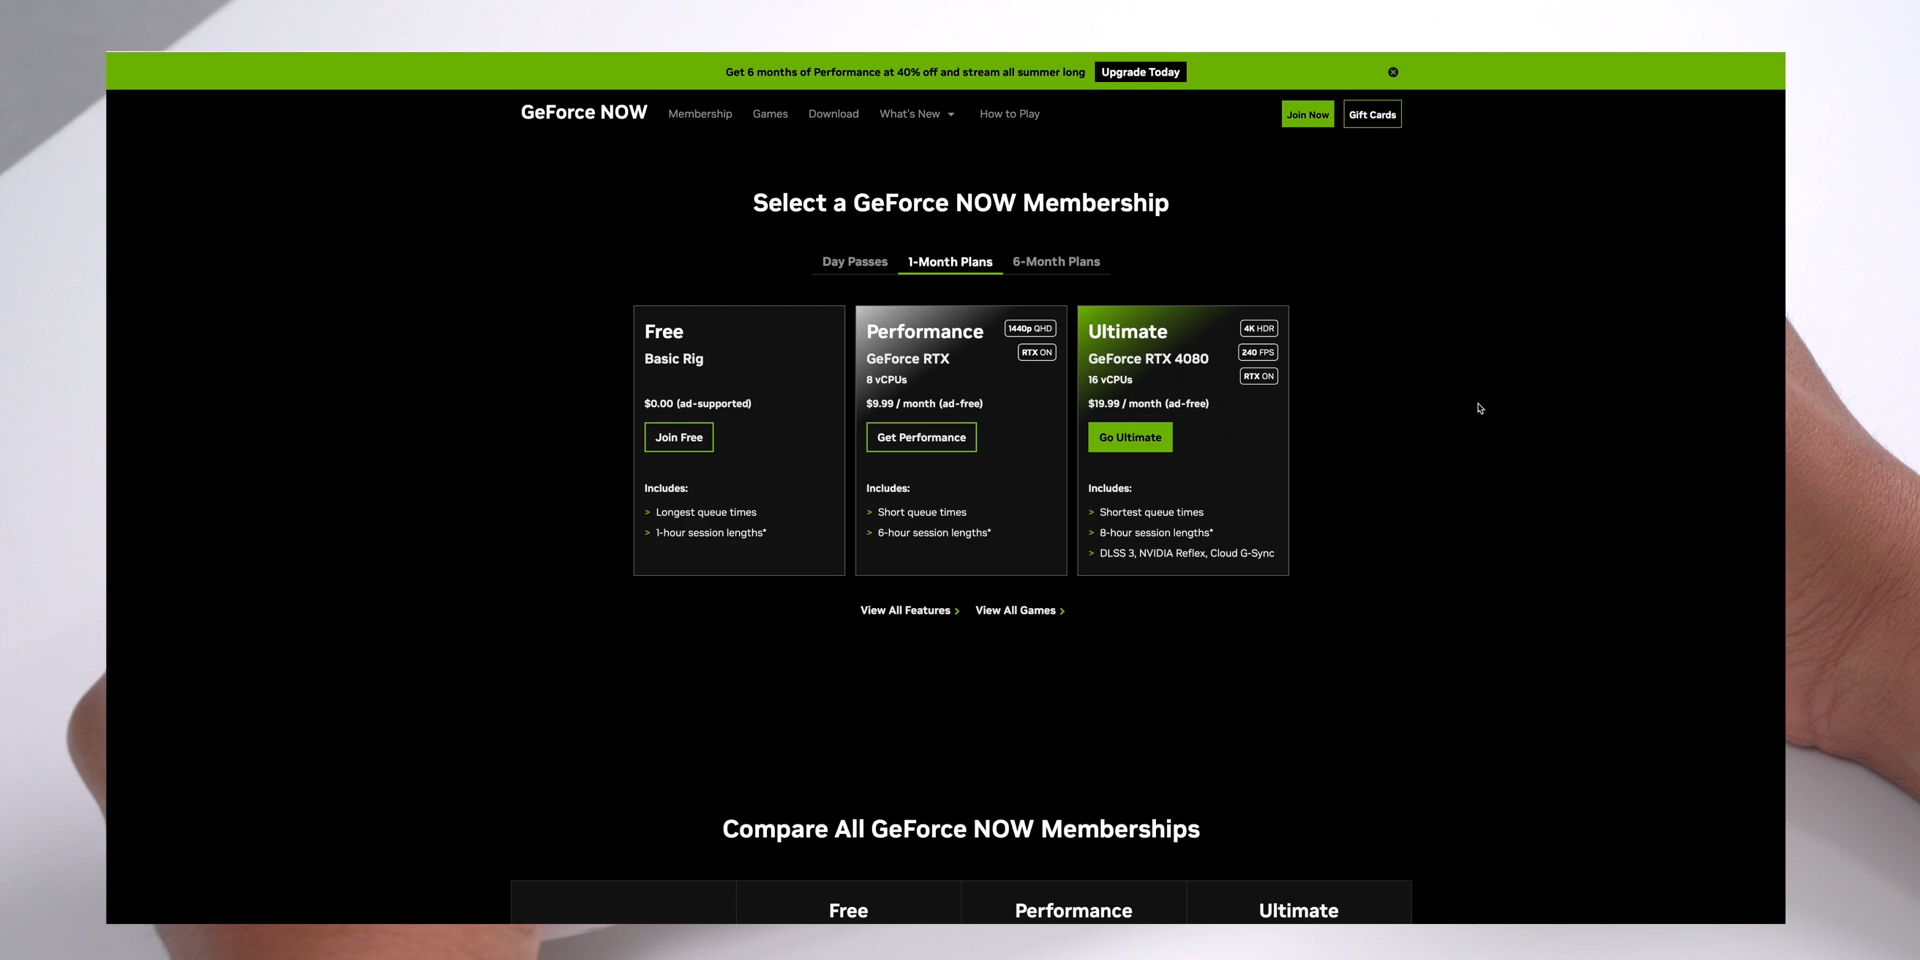 Get 6 months of Performance at 40% off and stream all summer long Upgrade Today
GeForce NOW Membership Games Download What's New How to Play Join Now Gift Cards
Select a GeForce NOW Membership
Day Passes 1-Month Plans 6-Month Plans
Free
Basic Rig
$0.00 (ad-supported)
Join Free
Includes:
> Longest queue times
> 1-hour session lengths*
Performance
1440p QHD
GeForce RTX
RTX ON
8 vCPUs
$9.99 / month (ad-free)
Get Performance
Includes:
> Short queue times
> 6-hour session lengths*
Ultimate
4K HDR
GeForce RTX 4080
240 FPS
16 vCPUs
RTX ON
$19.99 / month (ad-free)
Go Ultimate
Includes:
> Shortest queue times
> 8-hour session lengths*
> DLSS 3, NVIDIA Reflex, Cloud G-Sync
View All Features > View All Games >
Compare All GeForce NOW Memberships
Free Performance Ultimate